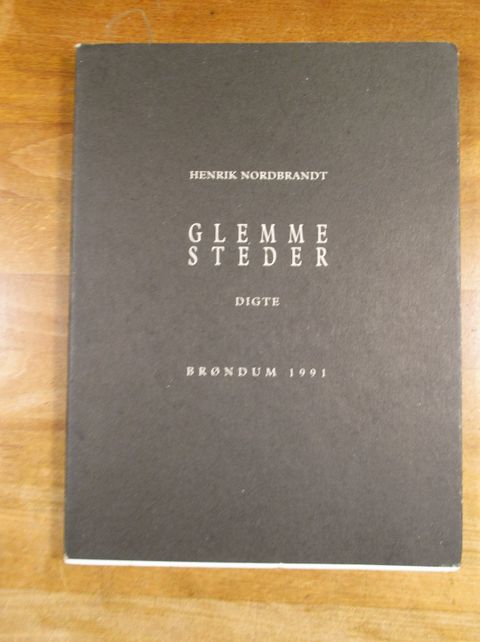 HENRIK NORDBRANDT
GLEMME
STEDER
DIGTE
BRØNDUM 1991